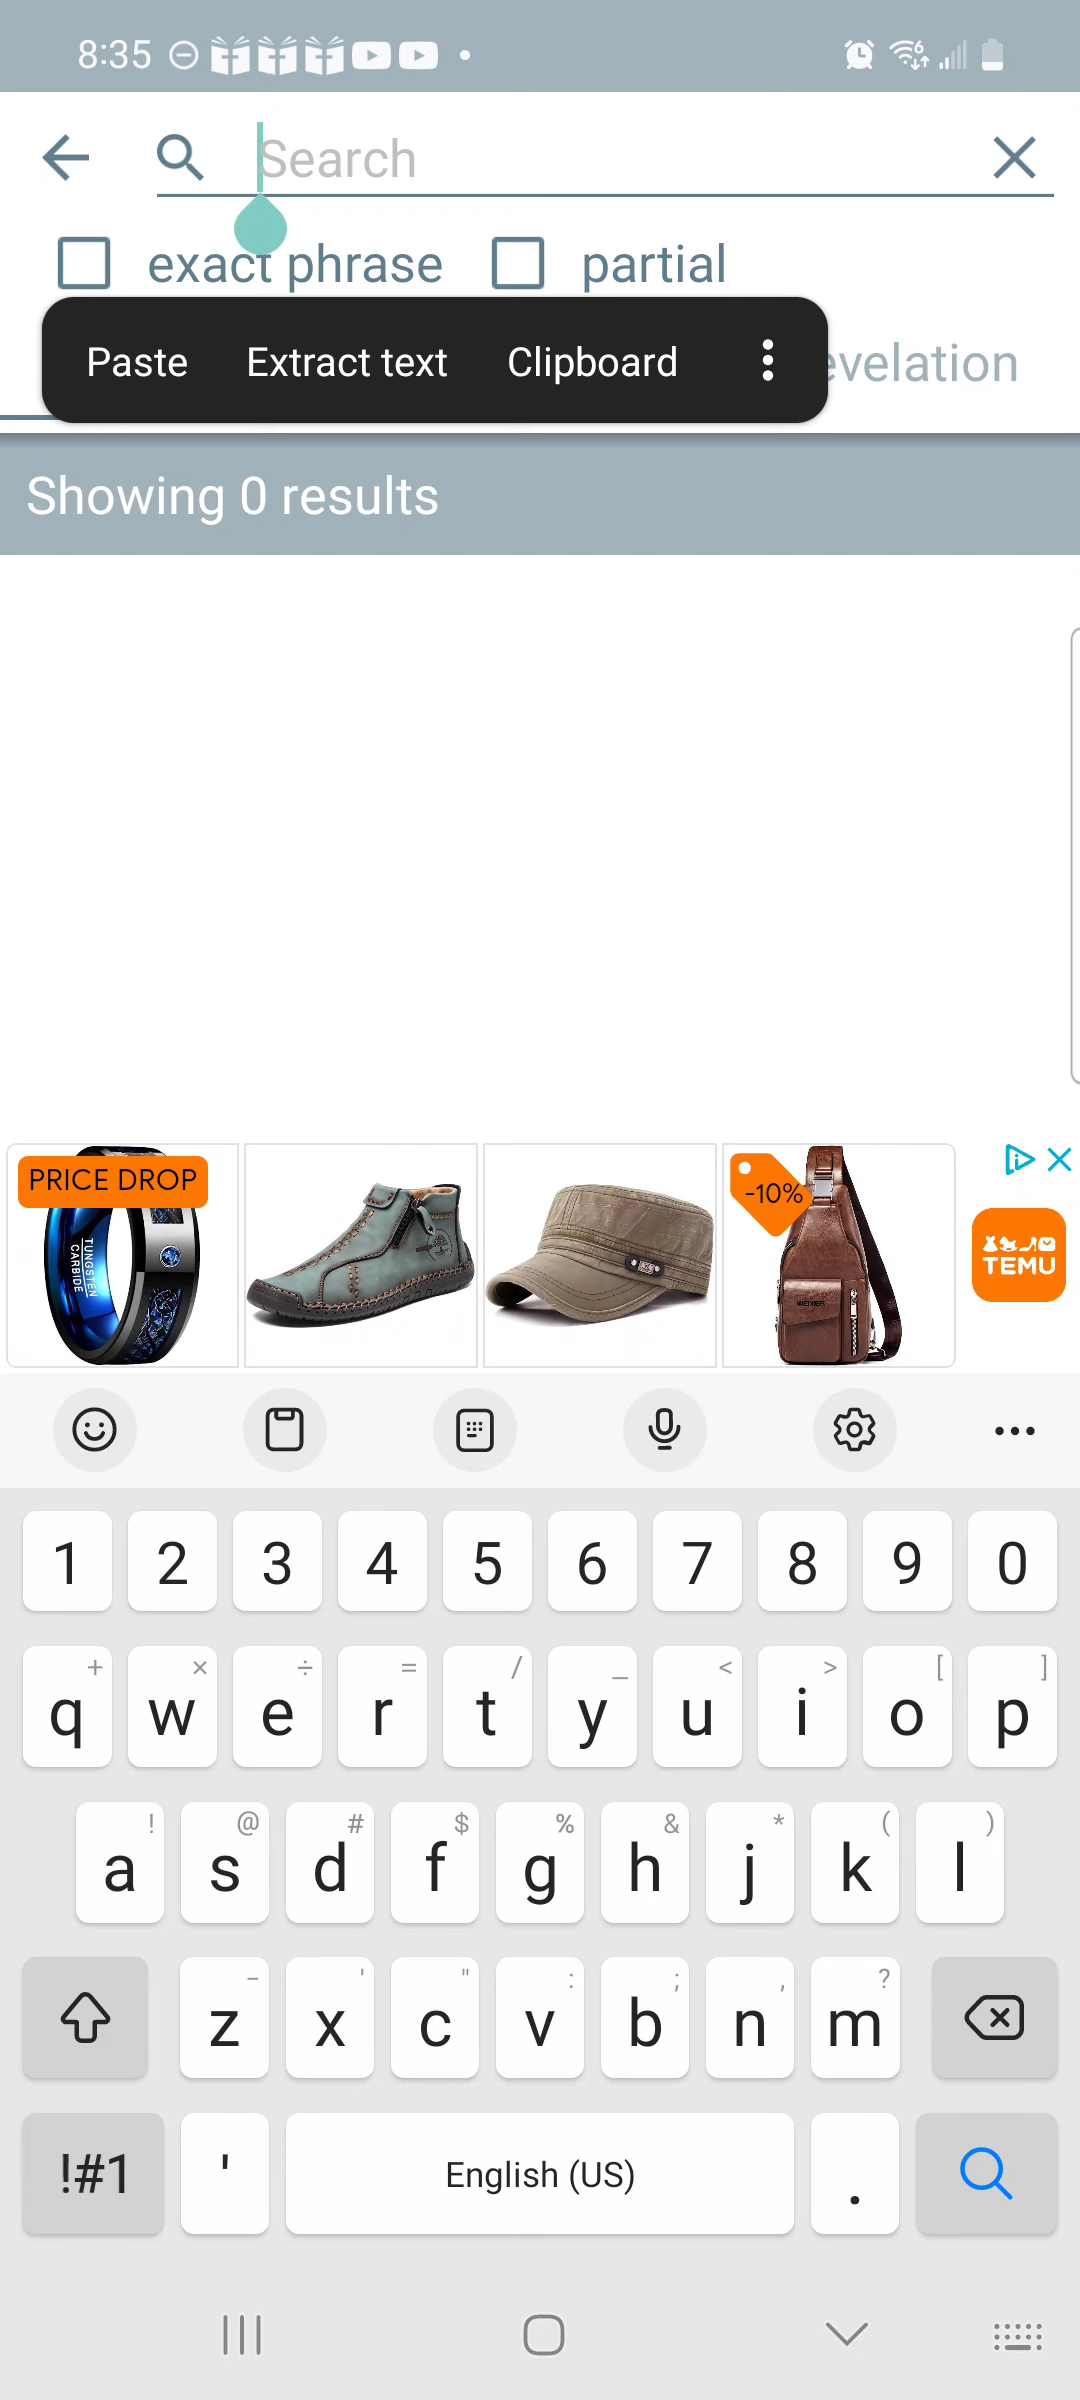 8:35
Search
exact phrase partial
Paste Extract text Clipboard evelation
Showing 0 results
PRICE DROP
TUNGSTEN
CARBIDE
-10%
WEIXIER
TEMU
1 2 3 4 5 6 7 8 9 0
+ × ÷ = / _ < > [ ]
q w e r t y u i o p
! @ # $ % & * ( )
a s d f g h j k l
- ' " : ; , ?
z x c v b n m
!#1 ' English (US) .